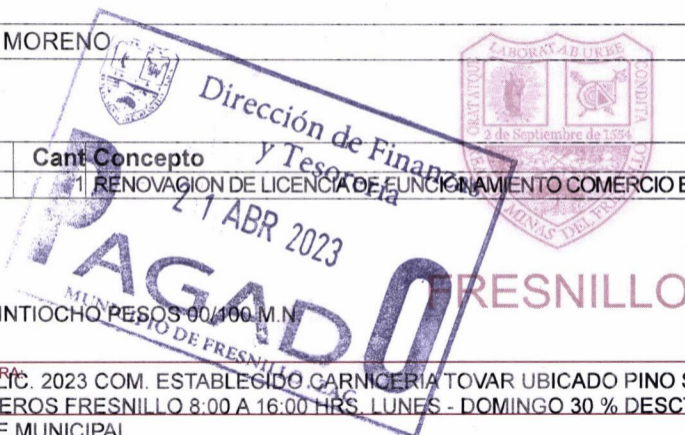 MORENO
LABORAT AB URBE CONDITA
2 de Septiembre de 1554
MINAS DEL
Dirección de Finanzas
y Tesorería
Cant Concepto
1 RENOVACION DE LICENCIA DE FUNCIONAMIENTO COMERCIO E
21 ABR 2023
PAGADO
MUNICIPIO DE FRESNILLO, ZAC.
FRESNILLO
INTIOCHO PESOS 00/100 M.N.
RA:
LIC. 2023 COM. ESTABLECIDO CARNICERIA TOVAR UBICADO PINO S
EROS FRESNILLO 8:00 A 16:00 HRS. LUNES - DOMINGO 30 % DESC
E MUNICIPAL